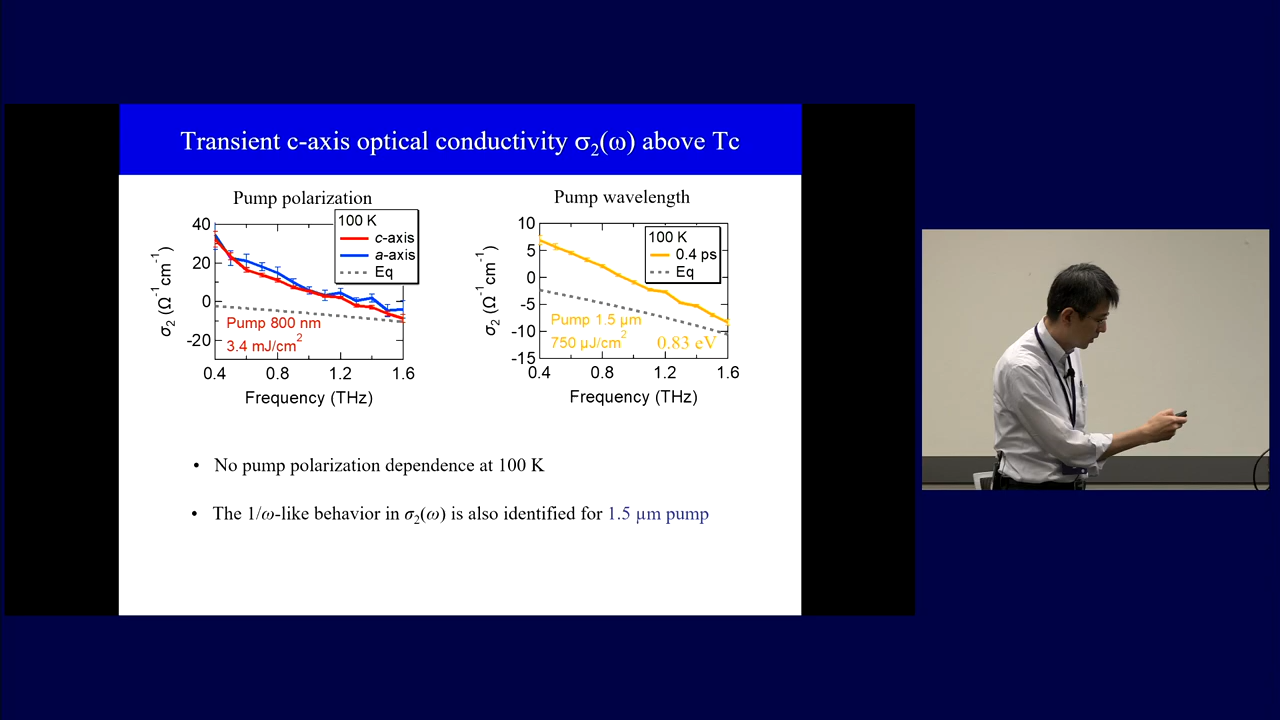 Transient c-axis optical conductivity σ₂(ω) above Tc
Pump polarization
40
20
0
-20
σ₂ (Ω⁻¹cm⁻¹)
100 K
c-axis
a-axis
Eq
Pump 800 nm
3.4 mJ/cm²
0.4 0.8 1.2 1.6
Frequency (THz)
Pump wavelength
10
5
0
-5
-10
-15
σ₂ (Ω⁻¹cm⁻¹)
100 K
0.4 ps
Eq
Pump 1.5 μm
750 μJ/cm² 0.83 eV
0.4 0.8 1.2 1.6
Frequency (THz)
• No pump polarization dependence at 100 K
• The 1/ω-like behavior in σ₂(ω) is also identified for 1.5 μm pump